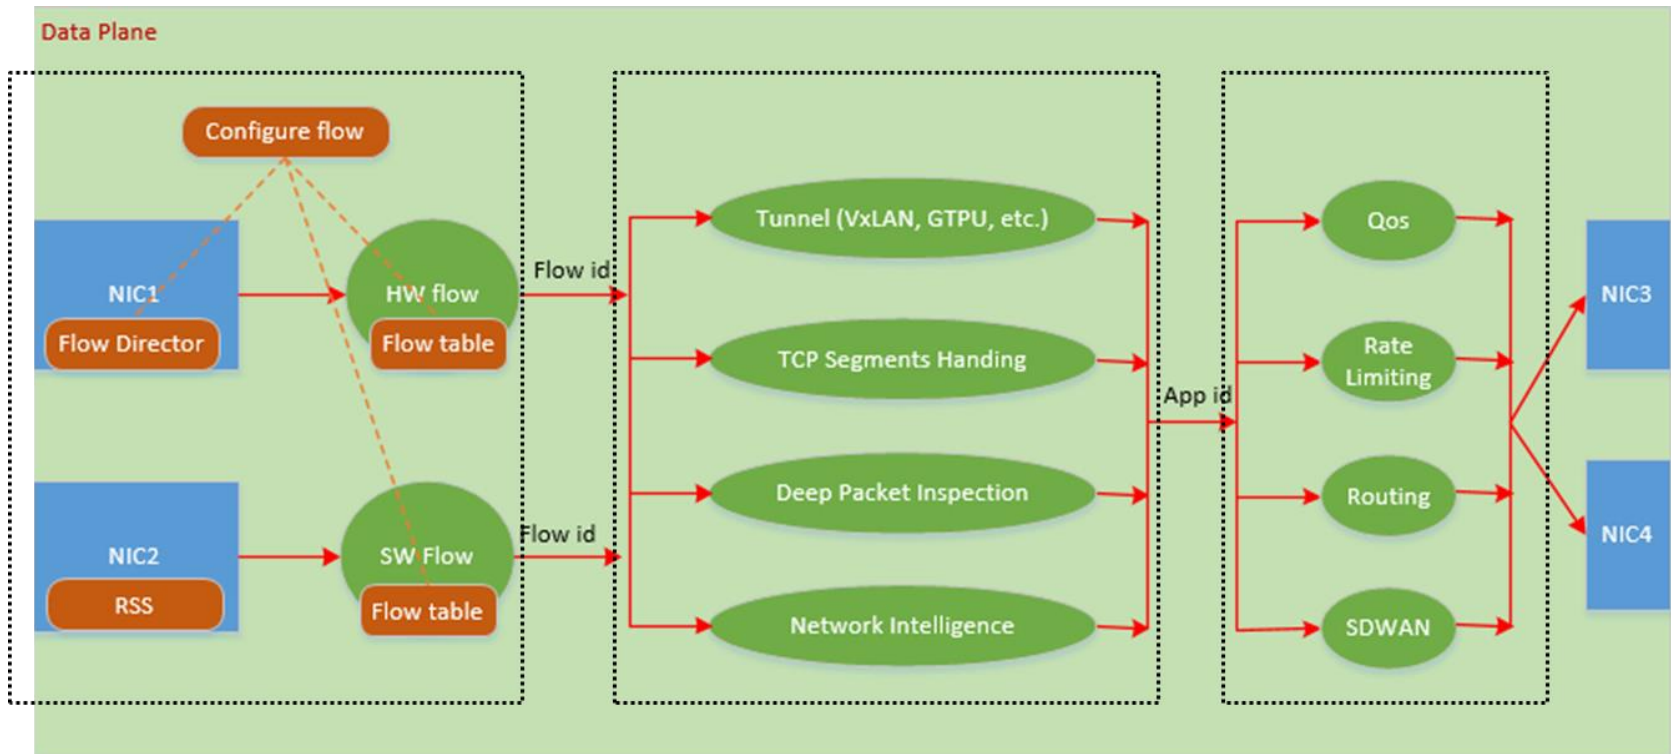 Data Plane
Configure flow
NIC1
Flow Director
HW flow
Flow table
Flow id
NIC2
RSS
SW Flow
Flow table
Flow id
Tunnel (VxLAN, GTPU, etc.)
TCP Segments Handing
Deep Packet Inspection
Network Intelligence
App id
Qos
Rate
Limiting
Routing
SDWAN
NIC3
NIC4